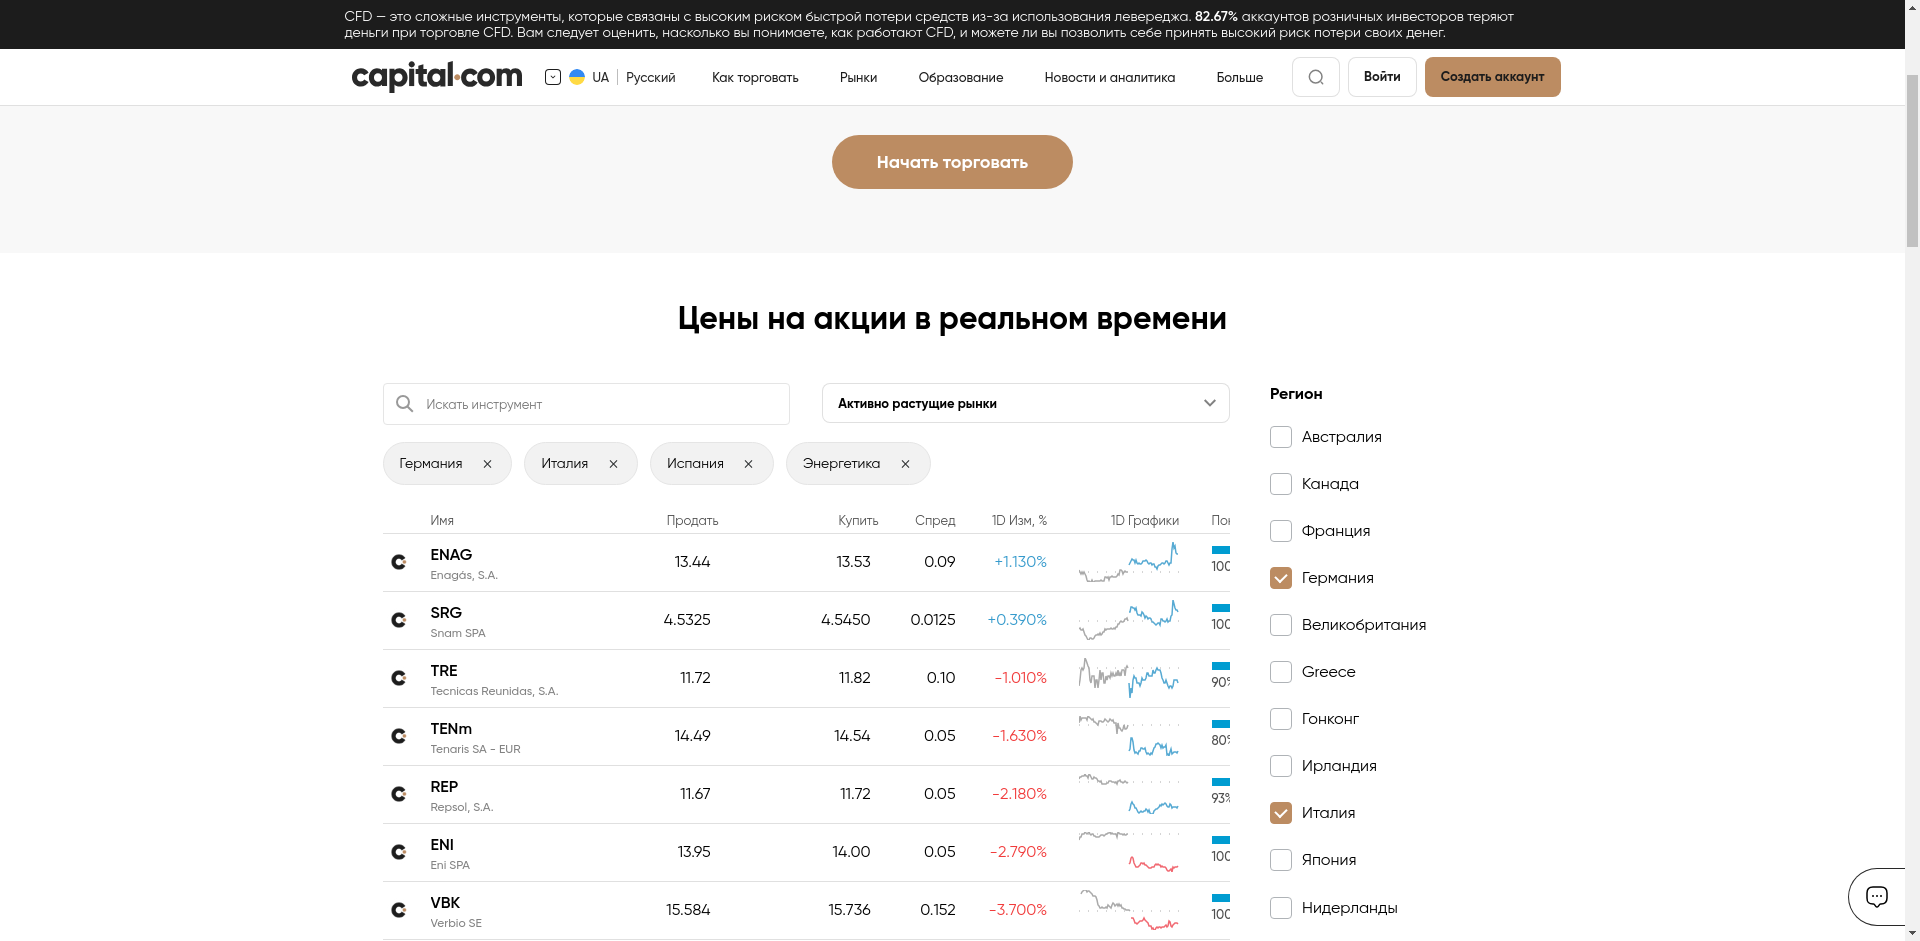 CFD — это сложные инструменты, которые связаны с высоким риском быстрой потери средств из-за использования левереджа. 82.67% аккаунтов розничных инвесторов теряют
деньги при торговле CFD. Вам следует оценить, насколько вы понимаете, как работают CFD, и можете ли вы позволить себе принять высокий риск потери своих денег.
capital.com UA Русский Как торговать Рынки Образование Новости и аналитика Больше Войти Создать аккаунт
Начать торговать
Цены на акции в реальном времени
Искать инструмент Активно растущие рынки
Германия Италия Испания Энергетика
Имя Продать Купить Спред 1D Изм, % 1D Графики
ENAG 13.44 13.53 0.09 +1.130%
Enagás, S.A.
SRG 4.5325 4.5450 0.0125 +0.390%
Snam SPA
TRE 11.72 11.82 0.10 -1.010%
Tecnicas Reunidas, S.A. 90%
TENm 14.49 14.54 0.05 -1.630%
Tenaris SA - EUR 80%
REP 11.67 11.72 0.05 -2.180%
Repsol, S.A. 93%
ENI 13.95 14.00 0.05 -2.790%
Eni SPA
VBK 15.584 15.736 0.152 -3.700%
Verbio SE
Регион
Австралия
Канада
Франция
Германия
Великобритания
Greece
Гонконг
Ирландия
Италия
Япония
Нидерланды